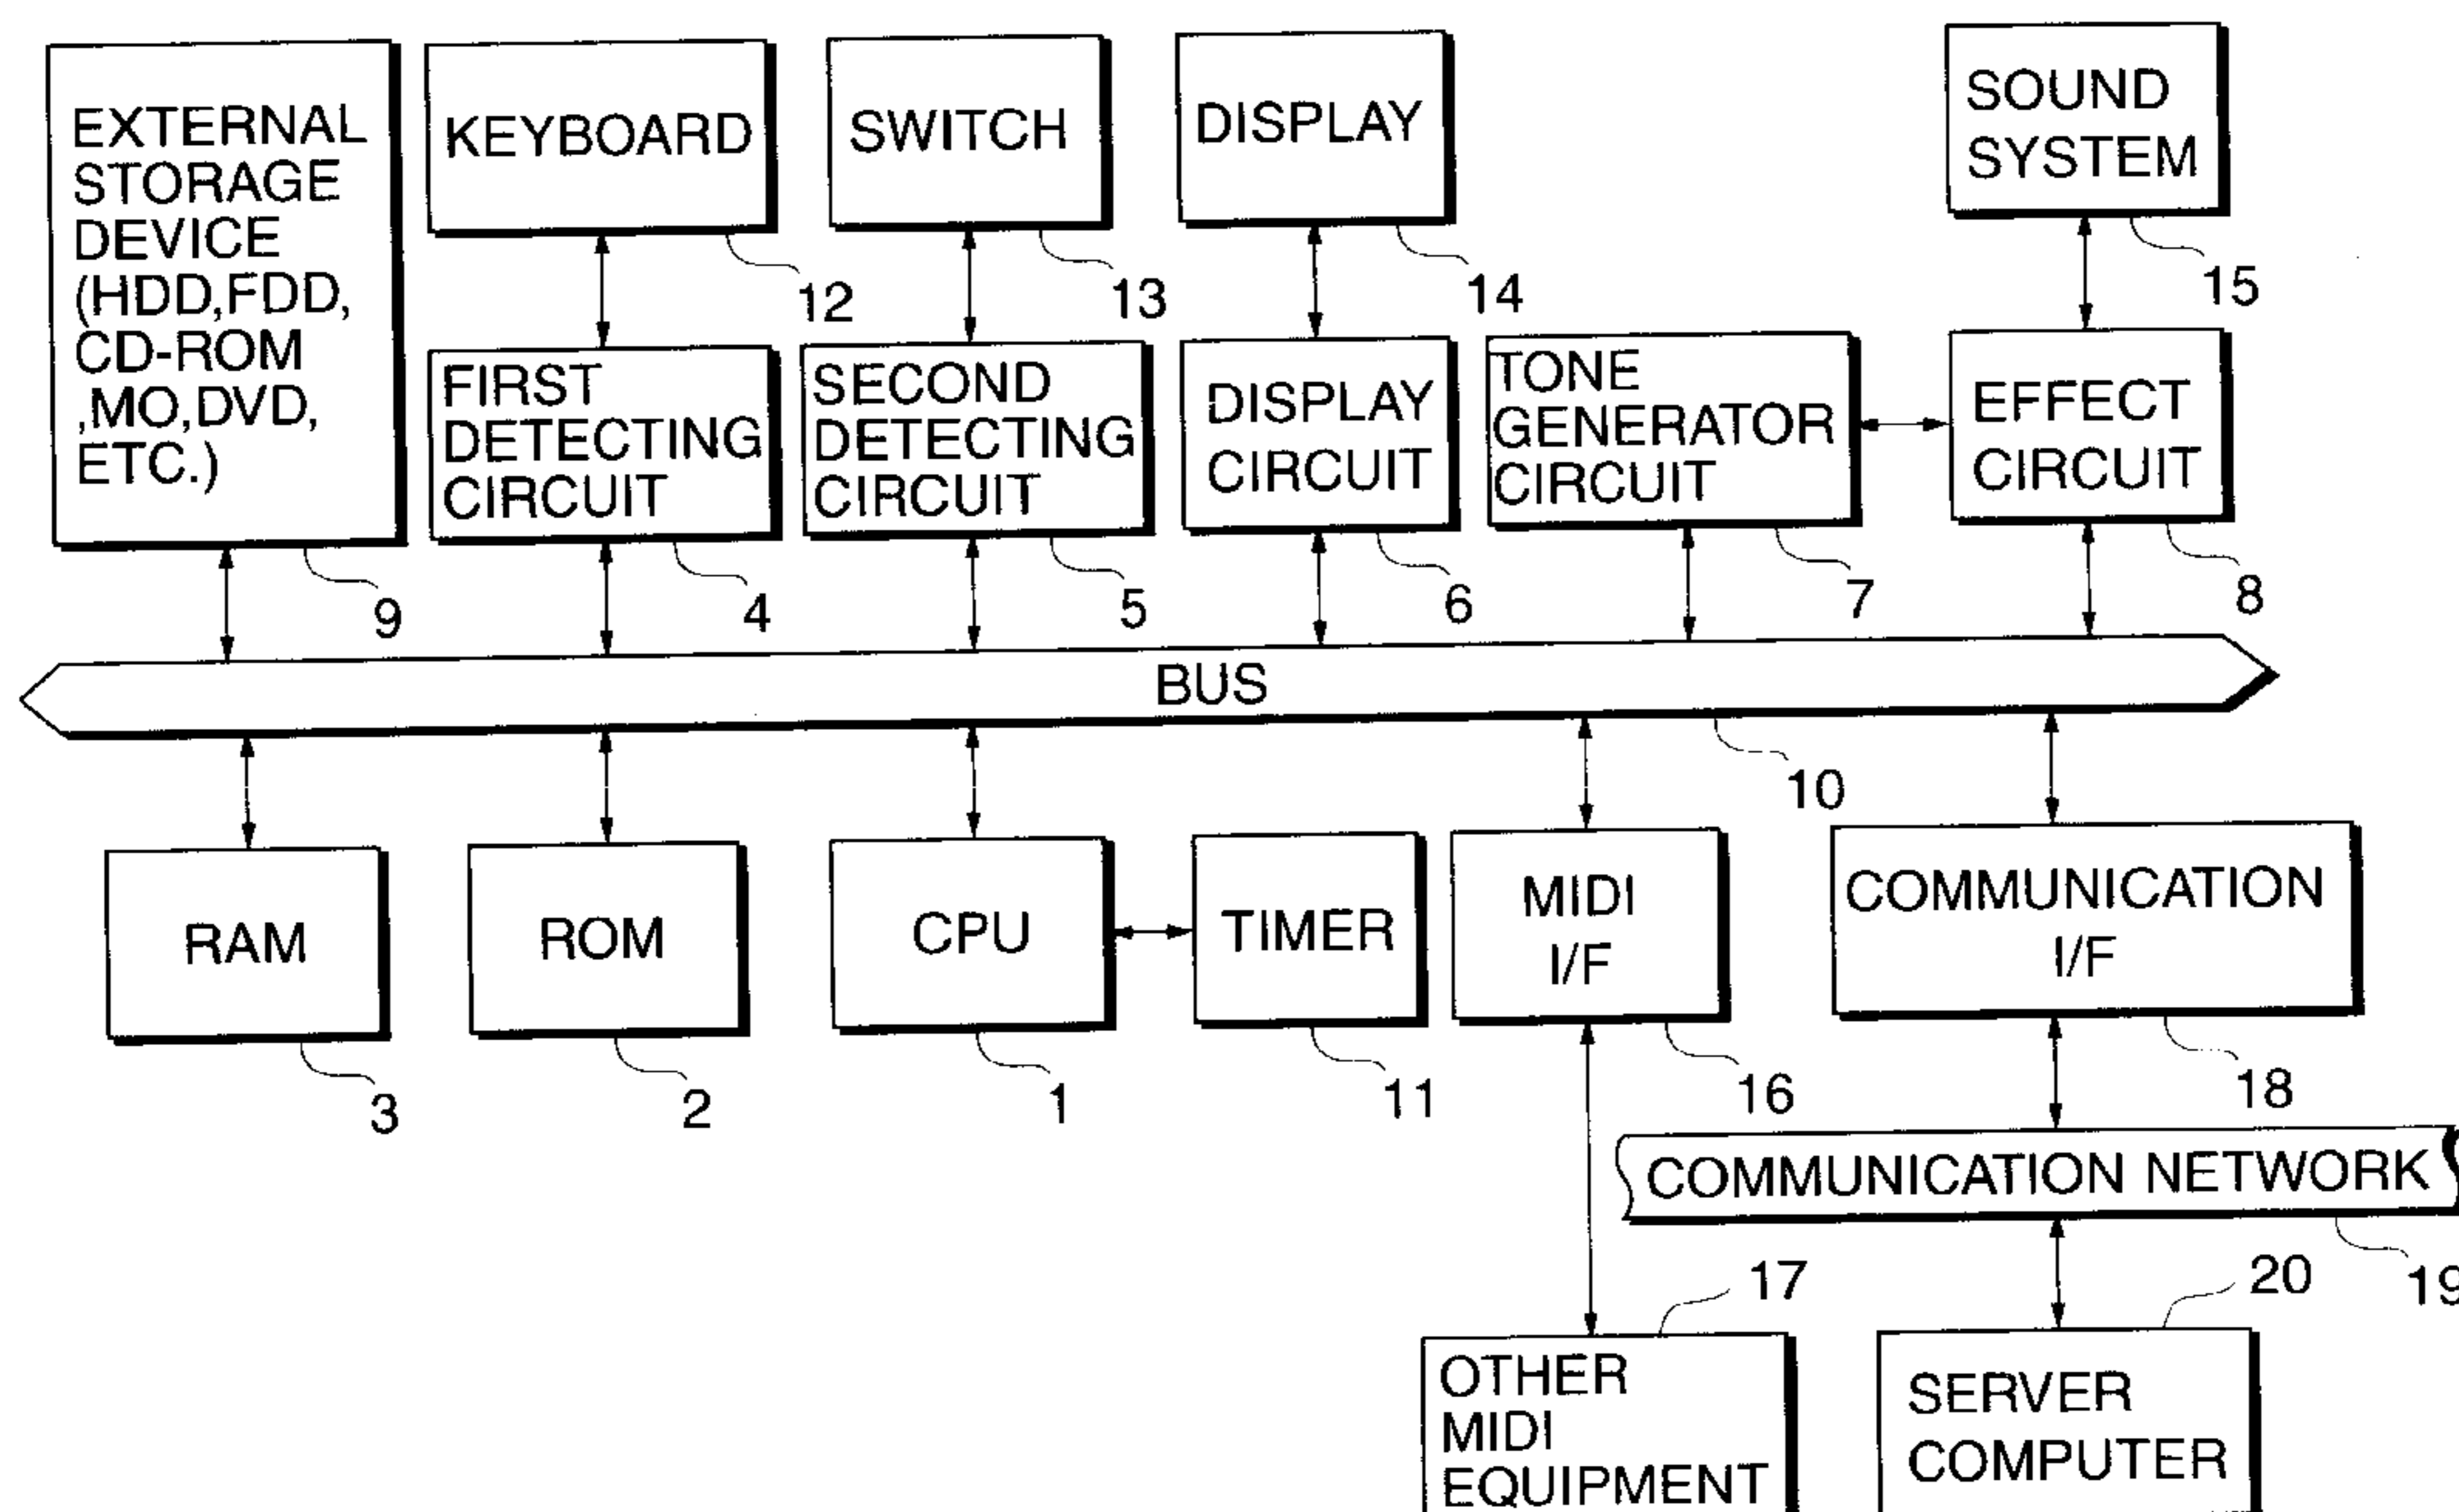 EXTERNAL
STORAGE
DEVICE
(HDD,FDD,
CD-ROM
,MO,DVD,
ETC.)
9
KEYBOARD
12
SWITCH
13
DISPLAY
14
SOUND
SYSTEM
15
FIRST
DETECTING
CIRCUIT
4
SECOND
DETECTING
CIRCUIT
5
DISPLAY
CIRCUIT
6
TONE
GENERATOR
CIRCUIT
7
EFFECT
CIRCUIT
8
BUS
10
RAM
3
ROM
2
CPU
1
TIMER
11
MIDI
I/F
16
COMMUNICATION
I/F
18
COMMUNICATION NETWORK
19
17
OTHER
MIDI
EQUIPMENT
20
SERVER
COMPUTER